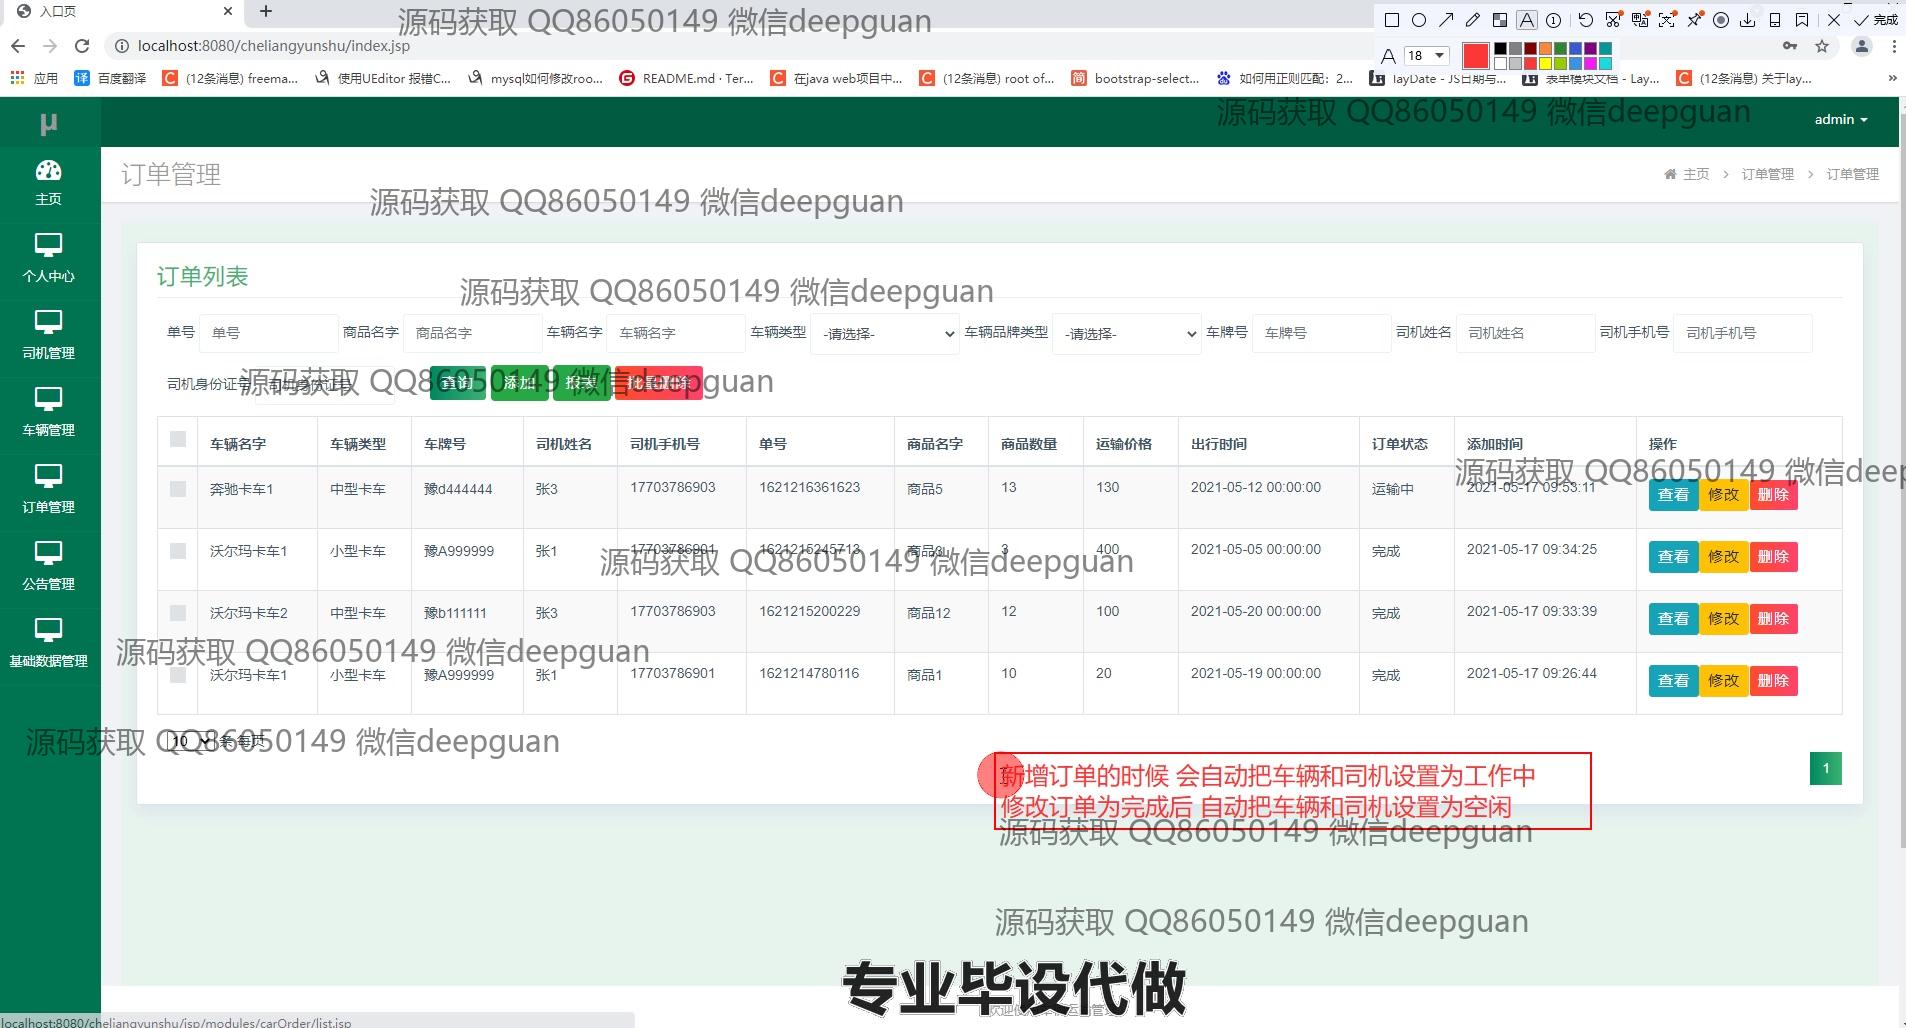 入口页
源码获取 QQ86050149 微信deepguan
完成
localhost:8080/cheliangyunshu/index.jsp
18
应用
译 百度翻译
(12条消息) freema...
使用UEditor 报错C...
mysql如何修改roo...
README.md · Ter...
在java web项目中...
(12条消息) root of...
简 bootstrap-select...
如何用正则匹配：2...
layDate - JS日期与...
表单模块文档 - Lay...
(12条消息) 关于lay...
»
µ
源码获取 QQ86050149 微信deepguan
admin
主页
个人中心
司机管理
车辆管理
订单管理
公告管理
基础数据管理
订单管理
主页 > 订单管理 > 订单管理
源码获取 QQ86050149 微信deepguan
订单列表
源码获取 QQ86050149 微信deepguan
单号 单号 商品名字 商品名字 车辆名字 车辆名字 车辆类型 -请选择- 车辆品牌类型 -请选择- 车牌号 车牌号 司机姓名 司机姓名 司机手机号 司机手机号
司机身份证号 司机身份证号 查询 添加 报表 批量删除
源码获取 QQ86050149 微信deepguan
车辆名字 车辆类型 车牌号 司机姓名 司机手机号 单号 商品名字 商品数量 运输价格 出行时间 订单状态 添加时间 操作
源码获取 QQ86050149 微信deep
奔驰卡车1 中型卡车 豫d444444 张3 17703786903 1621216361623 商品5 13 130 2021-05-12 00:00:00 运输中 2021-05-17 09:53:11 查看 修改 删除
沃尔玛卡车1 小型卡车 豫A999999 张1 17703786901 1621215245713 3 400 2021-05-05 00:00:00 完成 2021-05-17 09:34:25 查看 修改 删除
源码获取 QQ86050149 微信deepguan
沃尔玛卡车2 中型卡车 豫b111111 张3 17703786903 1621215200229 商品12 12 100 2021-05-20 00:00:00 完成 2021-05-17 09:33:39 查看 修改 删除
源码获取 QQ86050149 微信deepguan
沃尔玛卡车1 小型卡车 豫A999999 张1 17703786901 1621214780116 商品1 10 20 2021-05-19 00:00:00 完成 2021-05-17 09:26:44 查看 修改 删除
10 条 每页
源码获取 QQ86050149 微信deepguan
1
新增订单的时候 会自动把车辆和司机设置为工作中
修改订单为完成后 自动把车辆和司机设置为空闲
源码获取 QQ86050149 微信deepguan
源码获取 QQ86050149 微信deepguan
专业毕设代做
localhost:8080/cheliangyunshu/jsp/modules/carOrder/list.jsp